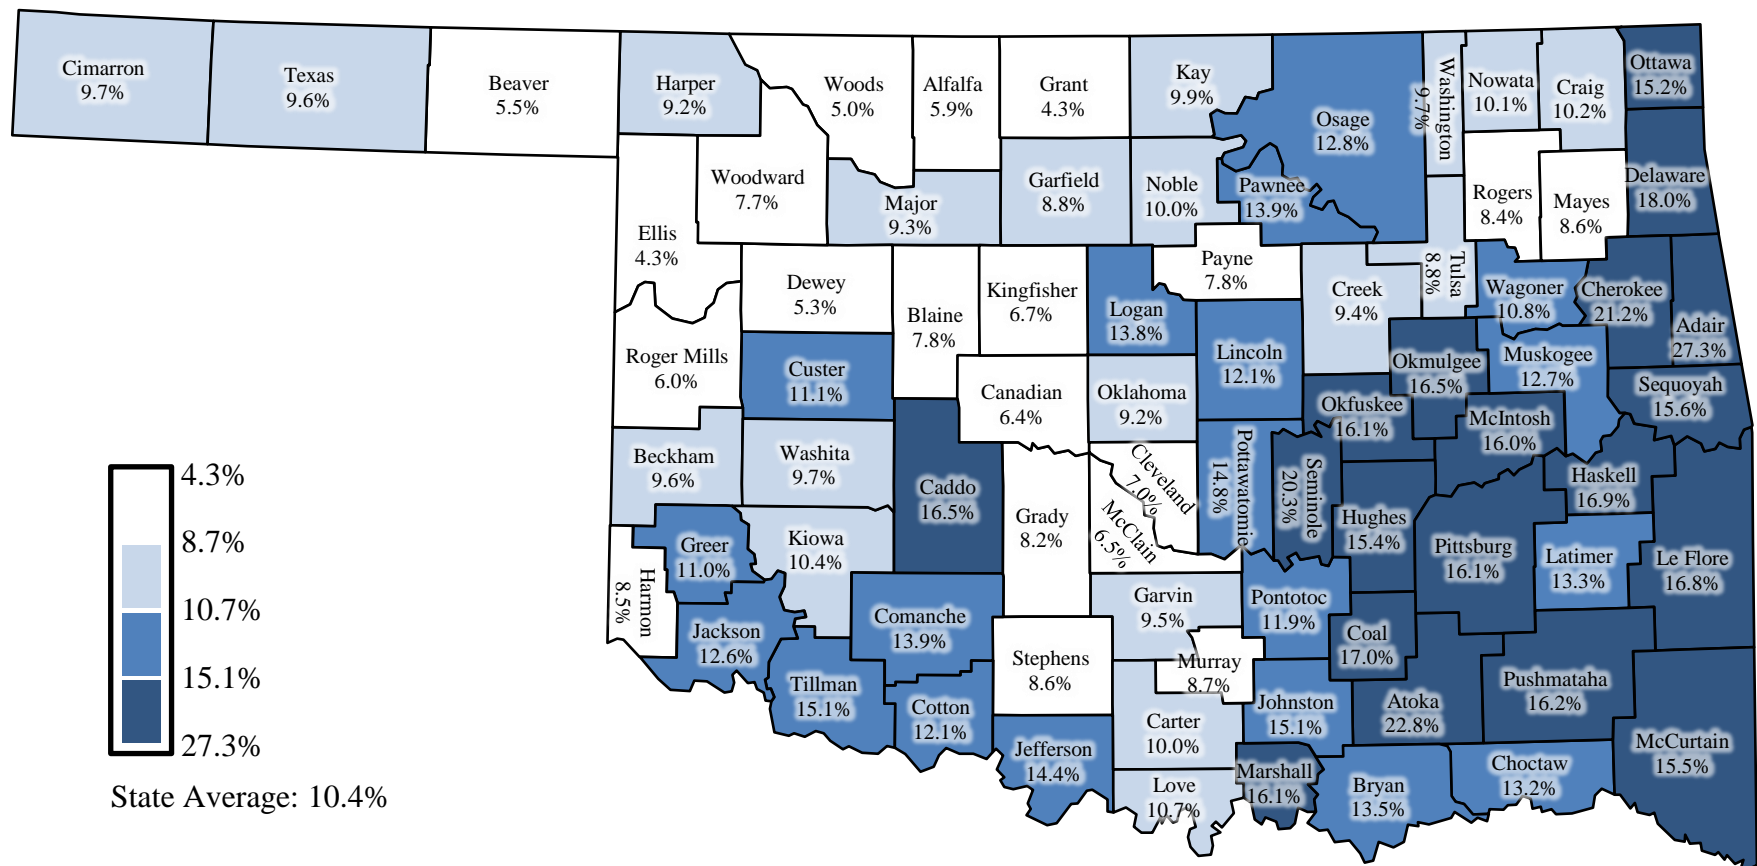 Cimarron
9.7%
Texas
9.6%
Beaver
5.5%
Harper
9.2%
Woods
5.0%
Alfalfa
5.9%
Grant
4.3%
Kay
9.9%
Osage
12.8%
Washington
9.7%
Nowata
10.1%
Craig
10.2%
Ottawa
15.2%
Woodward
7.7%
Major
9.3%
Garfield
8.8%
Noble
10.0%
Pawnee
13.9%
Rogers
8.4%
Mayes
8.6%
Delaware
18.0%
Ellis
4.3%
Dewey
5.3%
Blaine
7.8%
Kingfisher
6.7%
Logan
13.8%
Payne
7.8%
Creek
9.4%
Tulsa
8.8%
Wagoner
10.8%
Cherokee
21.2%
Adair
27.3%
Roger Mills
6.0%
Custer
11.1%
Canadian
6.4%
Oklahoma
9.2%
Lincoln
12.1%
Okmulgee
16.5%
Muskogee
12.7%
Sequoyah
15.6%
Okfuskee
16.1%
McIntosh
16.0%
Beckham
9.6%
Washita
9.7%
Caddo
16.5%
Grady
8.2%
Cleveland
7.0%
McClain
6.5%
Pottawatomie
14.8%
Seminole
20.3%
Hughes
15.4%
Haskell
16.9%
Pittsburg
16.1%
Latimer
13.3%
Le Flore
16.8%
Greer
11.0%
Kiowa
10.4%
Harmon
8.5%
Jackson
12.6%
Comanche
13.9%
Garvin
9.5%
Pontotoc
11.9%
Coal
17.0%
Stephens
8.6%
Murray
8.7%
Tillman
15.1%
Cotton
12.1%
Johnston
15.1%
Atoka
22.8%
Pushmataha
16.2%
Carter
10.0%
McCurtain
15.5%
Jefferson
14.4%
Love
10.7%
Marshall
16.1%
Bryan
13.5%
Choctaw
13.2%
4.3%
8.7%
10.7%
15.1%
27.3%
State Average: 10.4%